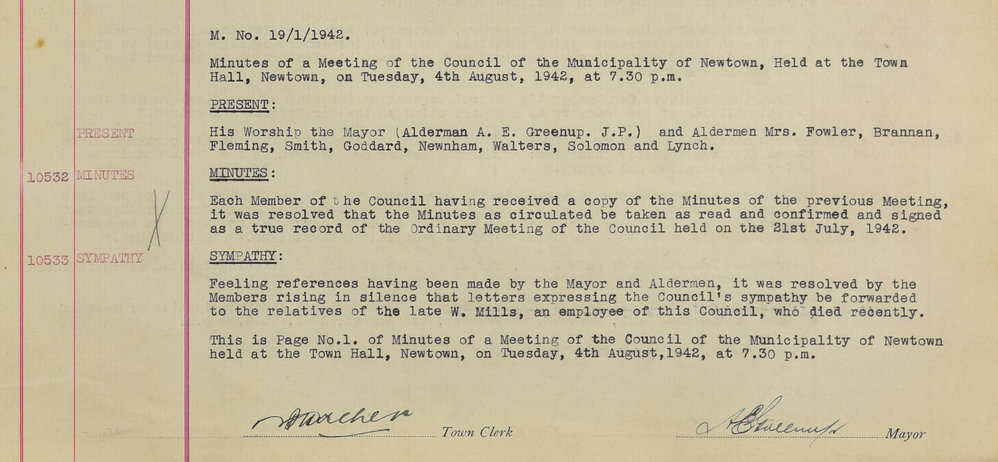 M. No. 19/1/1942.
Minutes of a Meeting of the Council of the Municipality of Newtown, Held at the Town
Hall, Newtown, on Tuesday, 4th August, 1942, at 7.30 p.m.
PRESENT:
PRESENT
His Worship the Mayor (Alderman A. E. Greenup. J.P.) and Aldermen Mrs. Fowler, Brannan,
Fleming, Smith, Goddard, Newnham, Walters, Solomon and Lynch.
10532 MINUTES
MINUTES:
Each Member of the Council having received a copy of the Minutes of the previous Meeting,
it was resolved that the Minutes as circulated be taken as read and confirmed and signed
as a true record of the Ordinary Meeting of the Council held on the 21st July, 1942.
10533 SYMPATHY
SYMPATHY:
Feeling references having been made by the Mayor and Aldermen, it was resolved by the
Members rising in silence that letters expressing the Council's sympathy be forwarded
to the relatives of the late W. Mills, an employee of this Council, who died recently.
This is Page No.1. of Minutes of a Meeting of the Council of the Municipality of Newtown
held at the Town Hall, Newtown, on Tuesday, 4th August,1942, at 7.30 p.m.
Town Clerk
Mayor